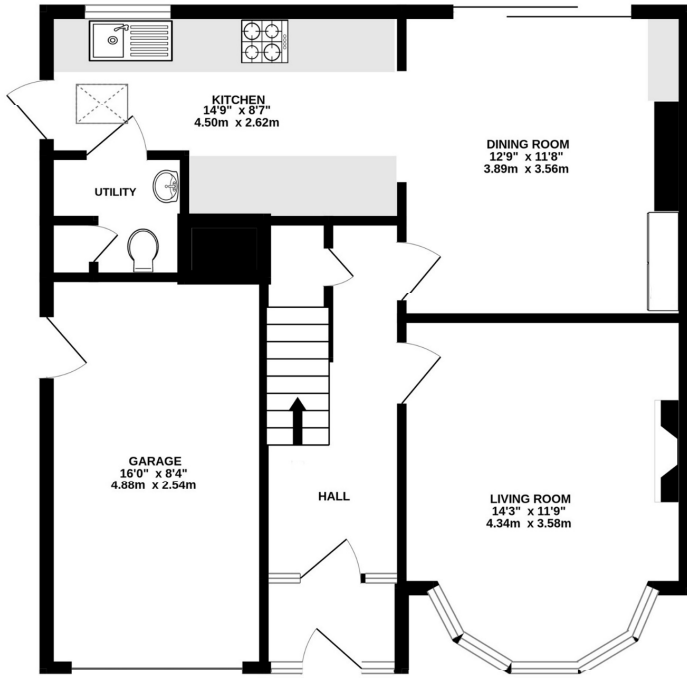 KITCHEN
14'9" x 8'7"
4.50m x 2.62m
DINING ROOM
12'9" x 11'8"
3.89m x 3.56m
UTILITY
GARAGE
16'0" x 8'4"
4.88m x 2.54m
HALL
LIVING ROOM
14'3" x 11'9"
4.34m x 3.58m